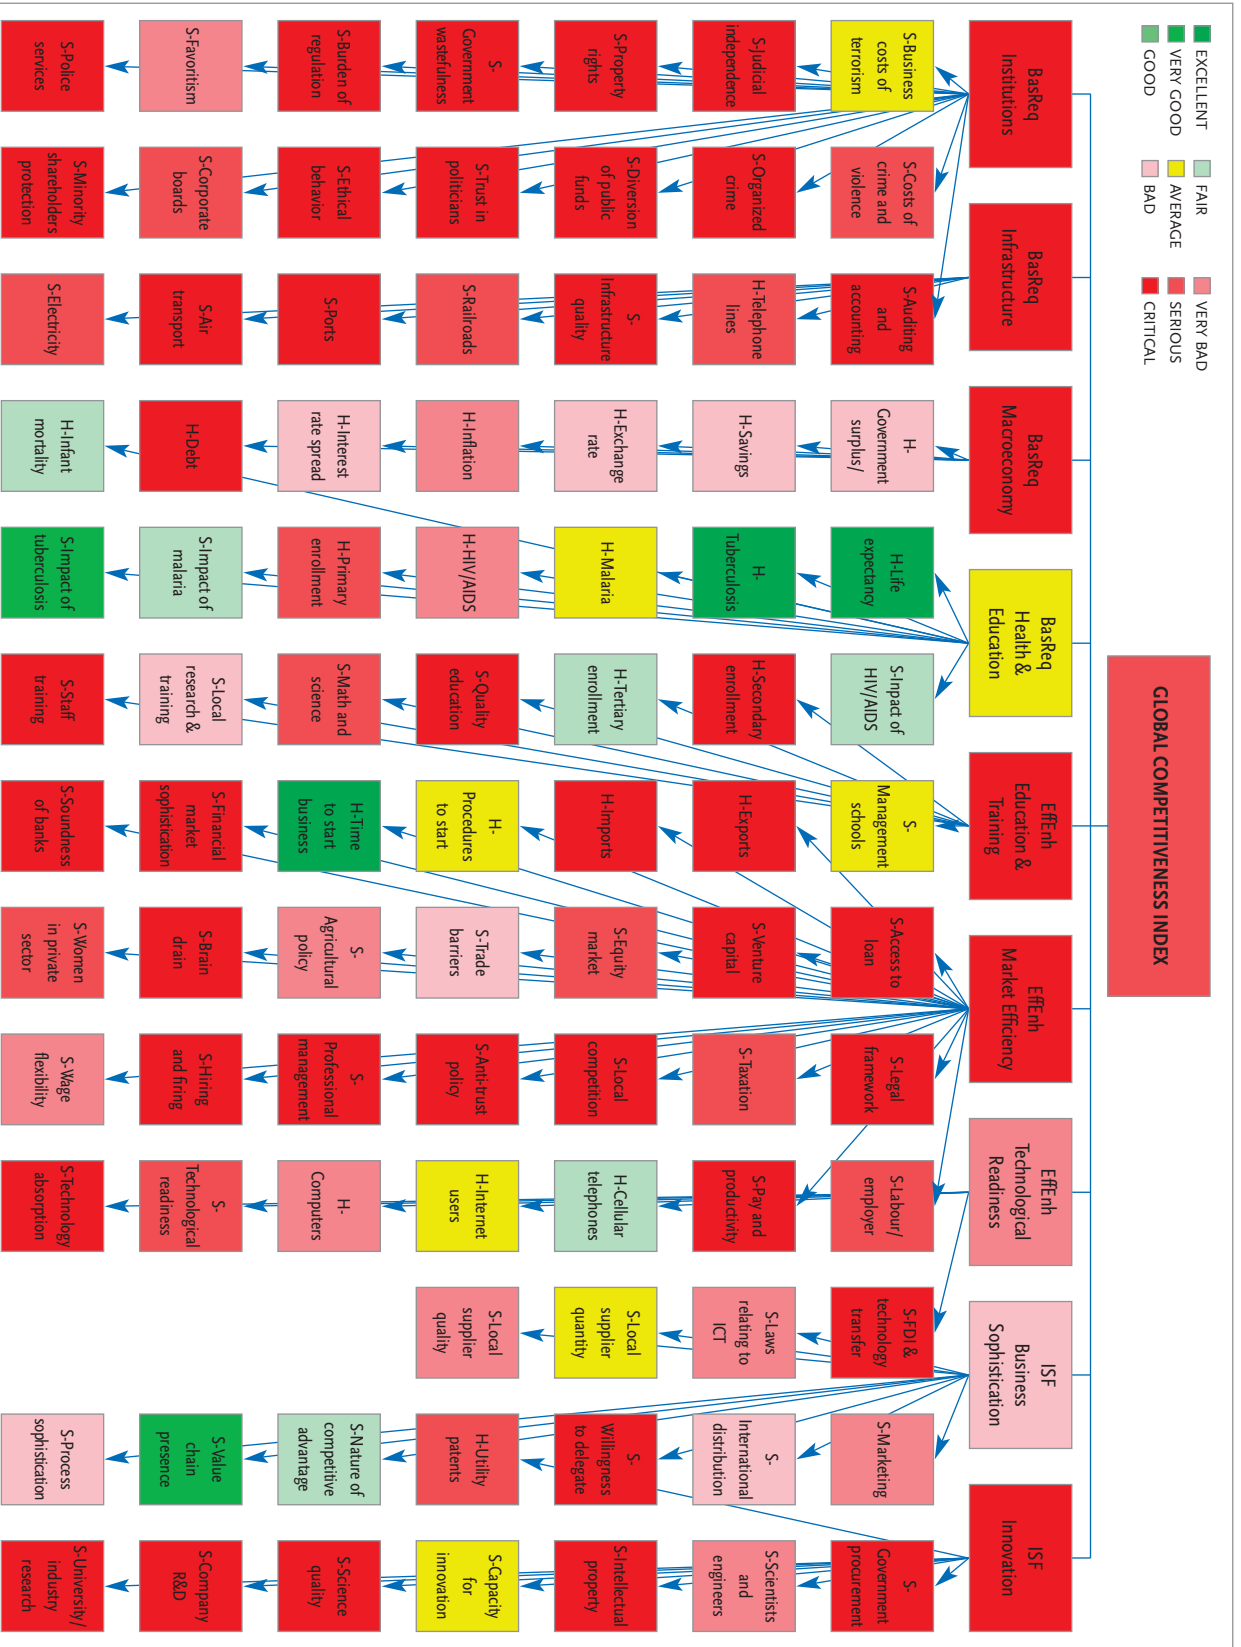 EXCELLENT
VERY GOOD
GOOD
FAIR
AVERAGE
BAD
VERY BAD
SERIOUS
CRITICAL
GLOBAL COMPETITIVENESS INDEX
BasReq
Institutions
BasReq
Infrastructure
BasReq
Macroeconomy
BasReq
Health &
Education
EffEnh
Education &
Training
EffEnh
Market Efficiency
EffEnh
Technological
Readiness
ISF
Business
Sophistication
ISF
Innovation
S-Business
costs of
terrorism
S-Costs of
crime and
violence
S-Auditing
and
accounting
H-
Government
surplus/
H-Life
expectancy
S-Inpact of
HIV/AIDS
S-
Management
schools
S-Access to
loan
S-Legal
framework
S-Labour/
employer
S-FDI &
technology
transfer
S-Marketing
S-
Government
procurement
S-Judicial
independence
S-Organized
crime
H-Telephone
lines
H-Savings
H-
Tuberculosis
H-Secondary
enrollment
H-Exports
S-Venture
capital
S-Taxation
S-Pay and
productivity
S-Laws
relating to
ICT
S-
International
distribution
S-Scientists
and
engineers
S-Property
rights
S-Diversion
of public
funds
S-
Infrastructure
quality
H-Exchange
rate
H-Malaria
H-Tertiary
enrollment
H-Imports
S-Equity
market
S-Local
competition
H-Cellular
telephones
S-Local
supplier
quantity
S-
Willingness
to delegate
S-Intellectual
property
S-
Government
wastefulness
S-Trust in
politicians
S-Railroads
H-Inflation
H-HIV/AIDS
S-Quality
education
H-
Procedures
to start
S-Trade
barriers
S-Anti-trust
policy
H-Internet
users
S-Local
supplier
quality
H-Utility
patents
S-Capacity
for
innovation
S-Burden of
regulation
S-Ethical
behavior
S-Ports
H-Interest
rate spread
H-Primary
enrollment
S-Math and
science
H-Time
to start
business
S-
Agricultural
policy
S-
Professional
management
H-
Computers
S-Nature of
competitive
advantage
S-Science
quality
S-Favoritism
S-Corporate
boards
S-Air
transport
H-Debt
S-Impact of
malaria
S-Local
research &
training
S-Financial
market
sophistication
S-Brain
drain
S-Hiring
and firing
S-
Technological
readiness
S-Value
chain
presence
S-Company
R&D
S-Police
services
S-Minority
shareholders
protection
S-Electricity
H-Infant
mortality
S-Impact of
tuberculosis
S-Staff
training
S-Soundness
of banks
S-Women
in private
sector
S-Wage
flexibility
S-Technology
absorption
S-Process
sophistication
S-University/
industry
research